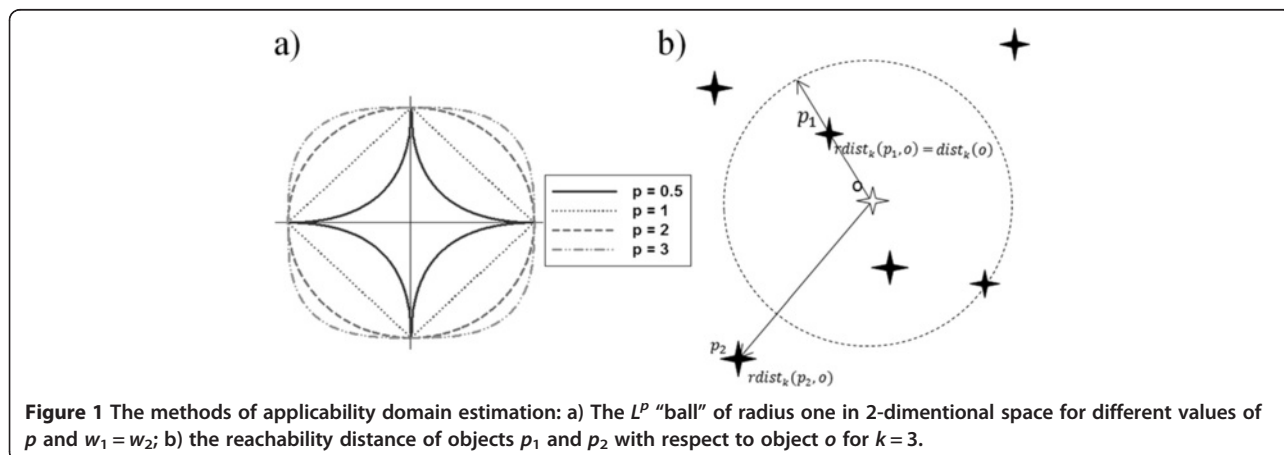 a)
p = 0.5
p = 1
p = 2
p = 3
b)
p₁
rdistₖ(p₁, o) = distₖ(o)
o
p₂
rdistₖ(p₂, o)
Figure 1 The methods of applicability domain estimation: a) The Lᵖ “ball” of radius one in 2-dimentional space for different values of
p and w₁ = w₂; b) the reachability distance of objects p₁ and p₂ with respect to object o for k = 3.